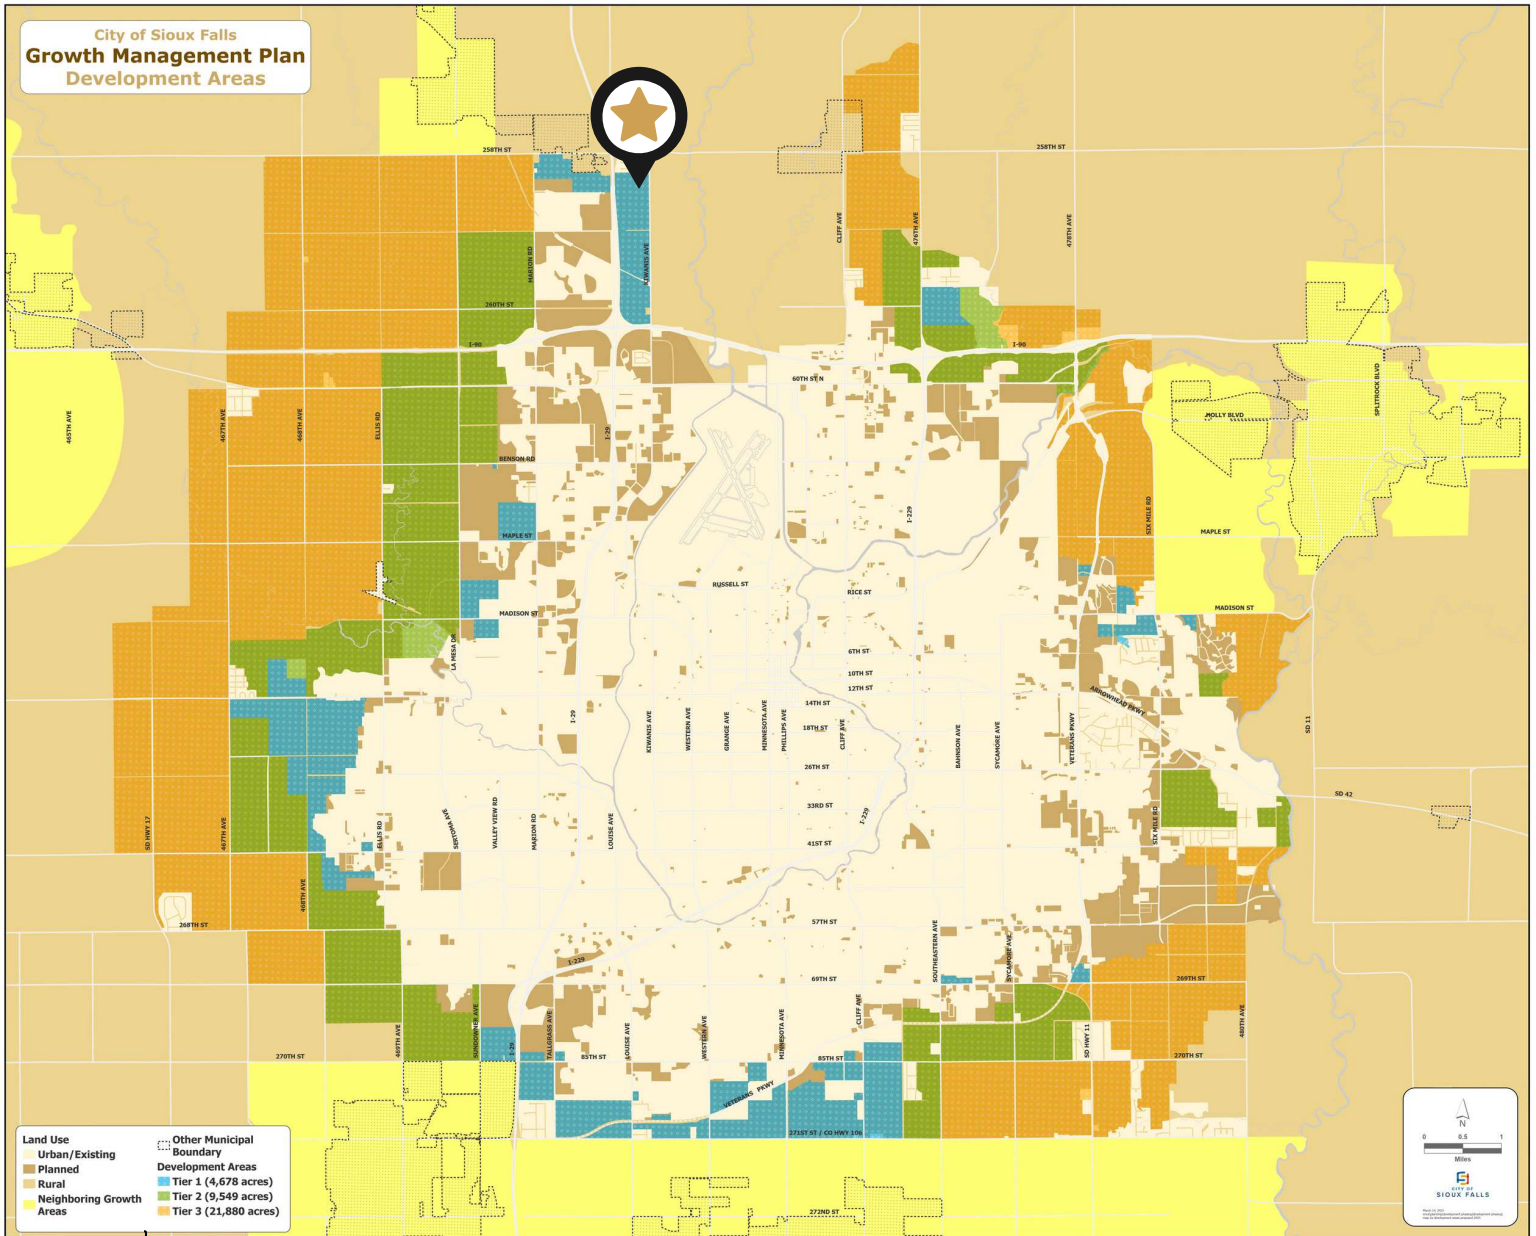 City of Sioux Falls
Growth Management Plan
Development Areas
258TH ST
258TH ST
MARION RD
KIWANIS AVE
CLIFF AVE
476TH AVE
478TH AVE
260TH ST
I-90
I-90
60TH ST N
465TH AVE
467TH AVE
468TH AVE
ELLIS RD
I-29
HOLLY BLVD
SPLITROCK BLVD
BENSON RD
I-229
SIX MILE RD
MAPLE ST
MAPLE ST
RUSSELL ST
RICE ST
MADISON ST
MADISON ST
LA MESA DR
6TH ST
10TH ST
12TH ST
ARROWHEAD PKWY
14TH ST
I-29
KIWANIS AVE
WESTERN AVE
GRANGE AVE
MINNESOTA AVE
PHILLIPS AVE
18TH ST
CLIFF AVE
BAHNSON AVE
SYCAMORE AVE
VETERANS PKWY
SD 11
26TH ST
SD 42
SD HWY 17
467TH AVE
ELLIS RD
SERTOMA AVE
VALLEY VIEW RD
MARION RD
LOUISE AVE
33RD ST
I-229
SIX MILE RD
41ST ST
468TH AVE
268TH ST
57TH ST
I-229
SOUTHEASTERN AVE
SYCAMORE AVE
69TH ST
269TH ST
CLIFF AVE
480TH AVE
469TH AVE
SUNDOWNER AVE
I-29
TALLGRASS AVE
LOUISE AVE
WESTERN AVE
MINNESOTA AVE
SD HWY 11
270TH ST
85TH ST
85TH ST
270TH ST
VETERANS PKWY
271ST ST / CO HWY 106
272ND ST
Land Use
Urban/Existing
Planned
Rural
Neighboring Growth
Areas
Other Municipal
Boundary
Development Areas
Tier 1 (4,678 acres)
Tier 2 (9,549 acres)
Tier 3 (21,880 acres)
N
0 0.5 1
Miles
CITY OF
SIOUX FALLS